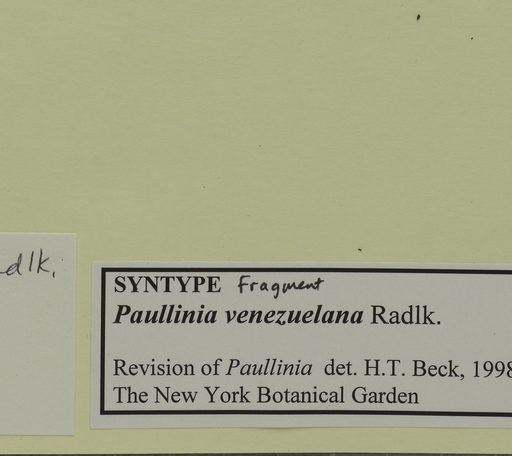 dlk.
SYNTYPE Fragment
Paullinia venezuelana Radlk.
Revision of Paullinia det. H.T. Beck, 1998
The New York Botanical Garden